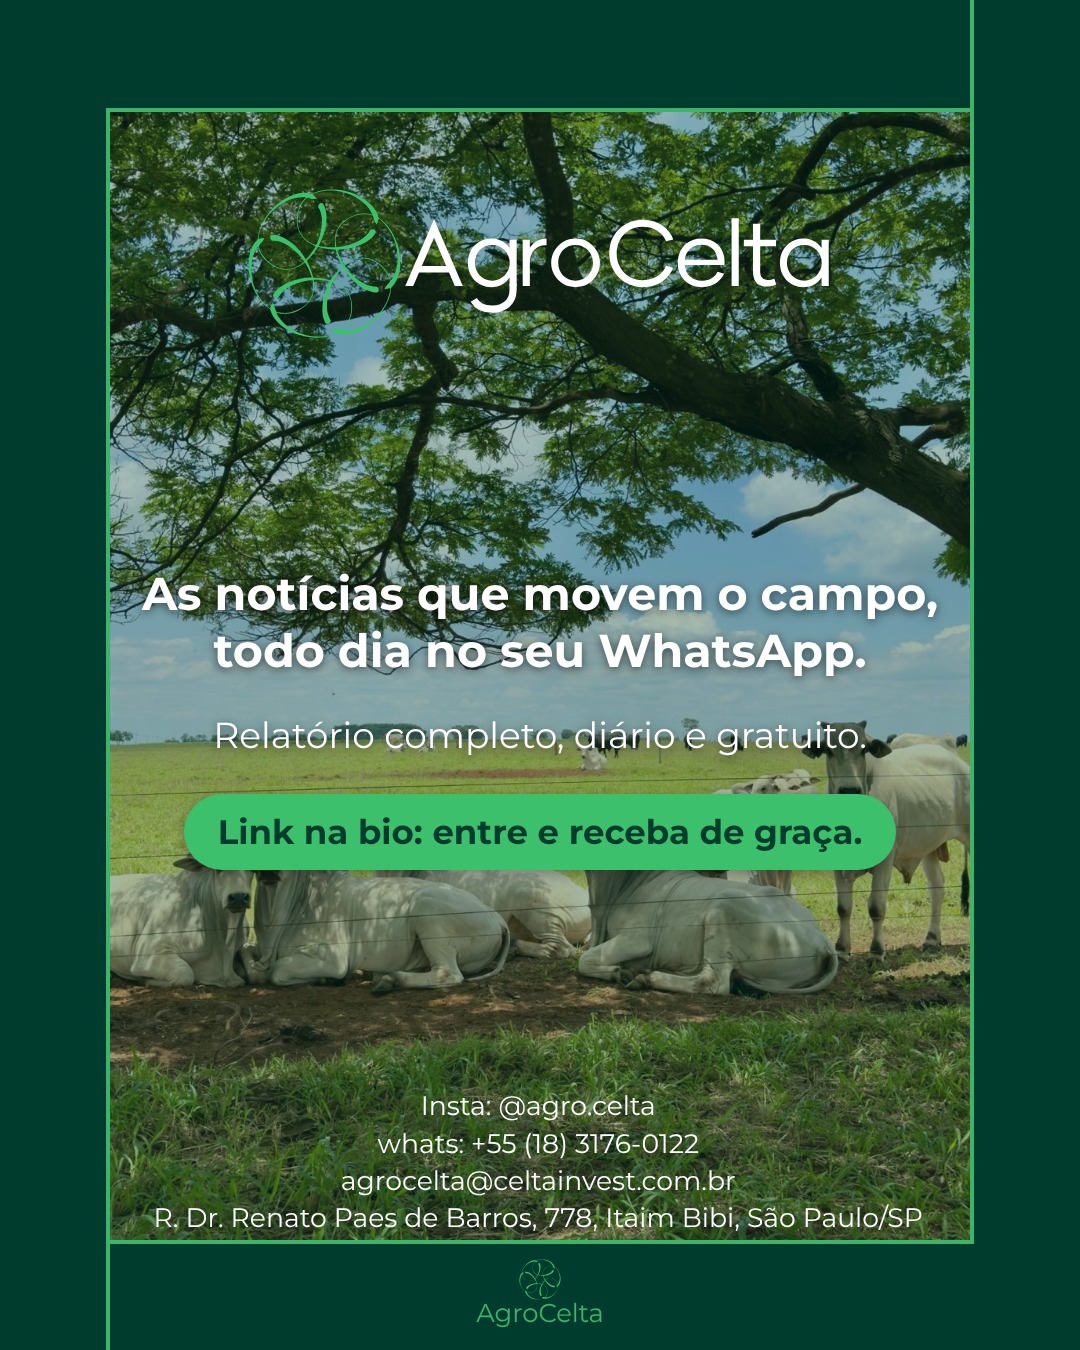 AgroCelta
As notícias que movem o campo,
todo dia no seu WhatsApp.
Relatório completo, diário e gratuito.
Link na bio: entre e receba de graça.
Insta: @agro.celta
whats: +55 (18) 3176-0122
agrocelta@celtainvest.com.br
R. Dr. Renato Paes de Barros, 778, Itaim Bibi, São Paulo/SP
AgroCelta